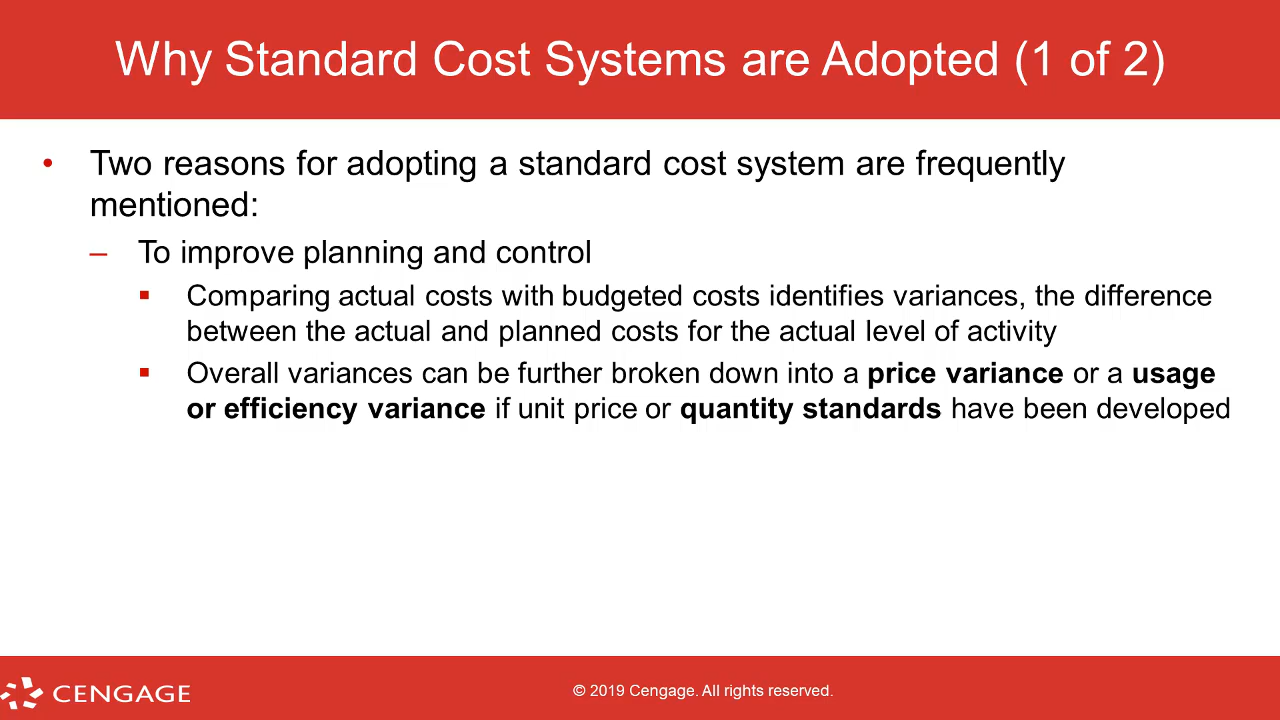 Why Standard Cost Systems are Adopted (1 of 2)
• Two reasons for adopting a standard cost system are frequently
mentioned:
– To improve planning and control
▪ Comparing actual costs with budgeted costs identifies variances, the difference
between the actual and planned costs for the actual level of activity
▪ Overall variances can be further broken down into a price variance or a usage
or efficiency variance if unit price or quantity standards have been developed
CENGAGE
© 2019 Cengage. All rights reserved.